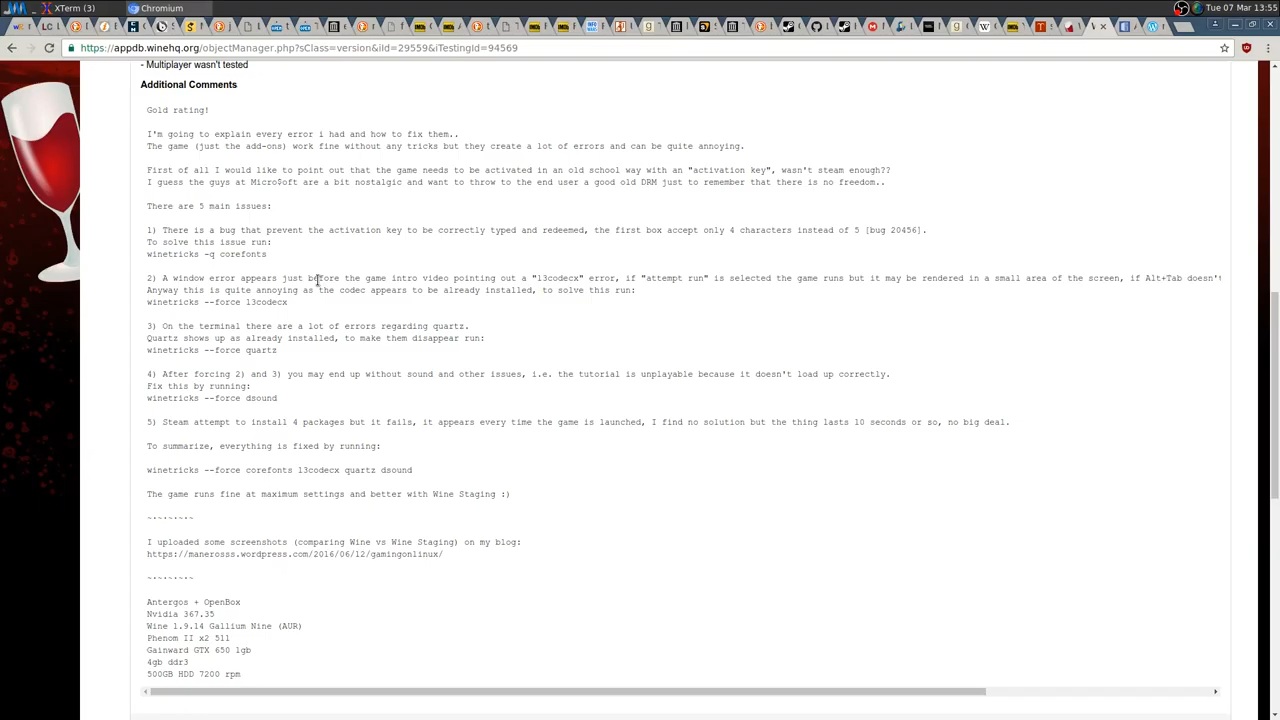 XTerm (3)
Chromium
Tue 07 Mar 13:55
https://appdb.winehq.org/objectManager.php?sClass=version&iId=29559&iTestingId=94569
- Multiplayer wasn't tested
Additional Comments
Gold rating!
I'm going to explain every error i had and how to fix them..
The game (just the add-ons) work fine without any tricks but they create a lot of errors and can be quite annoying.
First of all I would like to point out that the game needs to be activated in an old school way with an "activation key", wasn't steam enough??
I guess the guys at Micro$oft are a bit nostalgic and want to throw to the end user a good old DRM just to remember that there is no freedom..
There are 5 main issues:
1) There is a bug that prevent the activation key to be correctly typed and redeemed, the first box accept only 4 characters instead of 5 [bug 20456].
To solve this issue run:
winetricks -q corefonts
2) A window error appears just before the game intro video pointing out a "l3codecx" error, if "attempt run" is selected the game runs but it may be rendered in a small area of the screen, if Alt+Tab doesn't
Anyway this is quite annoying as the codec appears to be already installed, to solve this run:
winetricks --force l3codecx
3) On the terminal there are a lot of errors regarding quartz.
Quartz shows up as already installed, to make them disappear run:
winetricks --force quartz
4) After forcing 2) and 3) you may end up without sound and other issues, i.e. the tutorial is unplayable because it doesn't load up correctly.
Fix this by running:
winetricks --force dsound
5) Steam attempt to install 4 packages but it fails, it appears every time the game is launched, I find no solution but the thing lasts 10 seconds or so, no big deal.
To summarize, everything is fixed by running:
winetricks --force corefonts l3codecx quartz dsound
The game runs fine at maximum settings and better with Wine Staging :)
~·~·~·~·~
I uploaded some screenshots (comparing Wine vs Wine Staging) on my blog:
https://manerosss.wordpress.com/2016/06/12/gamingonlinux/
~·~·~·~·~
Antergos + OpenBox
Nvidia 367.35
Wine 1.9.14 Gallium Nine (AUR)
Phenom II x2 511
Gainward GTX 650 1gb
4gb ddr3
500GB HDD 7200 rpm